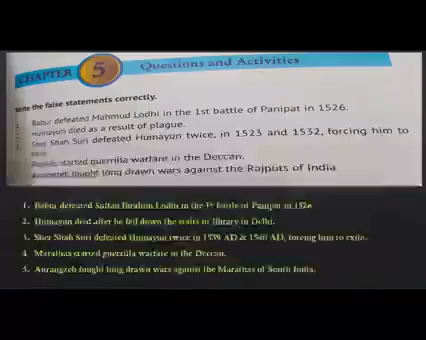 CHAPTER 5 Questions and Activities
the false statements correctly.
Babur defeated Mahmud Lodhi in the 1st battle of Panipat in 1526.
Humayun died as a result of plague.
Sher Shah Suri defeated Humayun twice, in 1523 and 1532, forcing him to
exile.
started guerrilla warfare in the Deccan.
Aurangzeb fought long drawn wars against the Rajputs of India
1. Babur defeated Sultan Ibrahim Lodhi in the 1st battle of Panipat in 1526
2. Humayun died after he fell down the stairs of library in Delhi.
3. Sher Shah Suri defeated Humayun twice in 1539 AD & 1540 AD, forcing him to exile.
4. Marathas started guerrilla warfare in the Deccan.
5. Aurangzeb fought long drawn wars against the Marathas of South India.